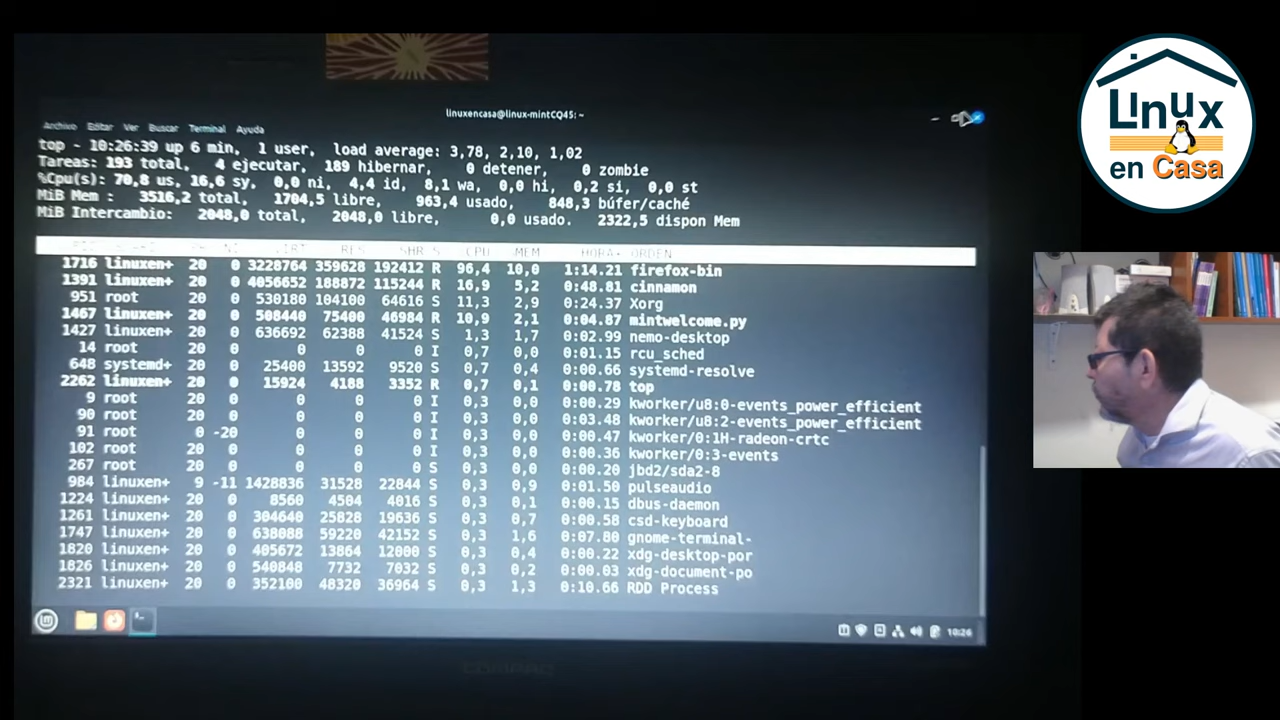 linuxencasa@linux-mintCQ45: ~
Archivo Editar Ver Buscar Terminal Ayuda
top - 10:26:39 up 6 min, 1 user, load average: 3,78, 2,10, 1,02
Tareas: 193 total, 4 ejecutar, 189 hibernar, 0 detener, 0 zombie
%Cpu(s): 70,8 us, 16,6 sy, 0,0 ni, 4,4 id, 8,1 wa, 0,0 hi, 0,2 si, 0,0 st
MiB Mem : 3516,2 total, 1704,5 libre, 963,4 usado, 848,3 búfer/caché
MiB Intercambio: 2048,0 total, 2048,0 libre, 0,0 usado. 2322,5 dispon Mem
NI VIRT RES SHR S CPU MEM HORA+ ORDEN
1716 linuxen+ 20 0 3228764 359628 192412 R 96,4 10,0 1:14.21 firefox-bin
1391 linuxen+ 20 0 4056652 188872 115244 R 16,9 5,2 0:48.81 cinnamon
951 root 20 0 530180 104100 64616 S 11,3 2,9 0:24.37 Xorg
1467 linuxen+ 20 0 508440 75400 46984 R 10,9 2,1 0:04.87 mintwelcome.py
1427 linuxen+ 20 0 636692 62388 41524 S 1,3 1,7 0:02.99 nemo-desktop
14 root 20 0 0 0 0 I 0,7 0,0 0:01.15 rcu_sched
648 systemd+ 20 0 25400 13592 9520 S 0,7 0,4 0:00.66 systemd-resolve
2262 linuxen+ 20 0 15924 4188 3352 R 0,7 0,1 0:00.78 top
9 root 20 0 0 0 0 I 0,3 0,0 0:00.29 kworker/u8:0-events_power_efficient
90 root 20 0 0 0 0 I 0,3 0,0 0:03.48 kworker/u8:2-events_power_efficient
91 root 0 -20 0 0 0 I 0,3 0,0 0:00.47 kworker/0:1H-radeon-crtc
102 root 20 0 0 0 0 I 0,3 0,0 0:00.36 kworker/0:3-events
267 root 20 0 0 0 0 S 0,3 0,0 0:00.20 jbd2/sda2-8
984 linuxen+ 9 -11 1428836 31528 22844 S 0,3 0,9 0:01.50 pulseaudio
1224 linuxen+ 20 0 8560 4504 4016 S 0,3 0,1 0:00.15 dbus-daemon
1261 linuxen+ 20 0 304640 25828 19636 S 0,3 0,7 0:00.58 csd-keyboard
1747 linuxen+ 20 0 638088 59220 42152 S 0,3 1,6 0:07.80 gnome-terminal-
1820 linuxen+ 20 0 405672 13864 12000 S 0,3 0,4 0:00.22 xdg-desktop-por
1826 linuxen+ 20 0 540848 7732 7032 S 0,3 0,2 0:00.03 xdg-document-po
2321 linuxen+ 20 0 352100 48320 36964 S 0,3 1,3 0:10.66 RDD Process
10:26
COMPAQ
Linux
en Casa